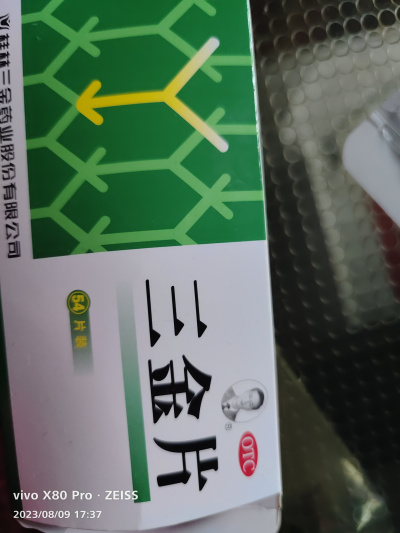 桂林三金药业股份有限公司
三金片
®
OTC
54片装
vivo X80 Pro · ZEISS
2023/08/09 17:37